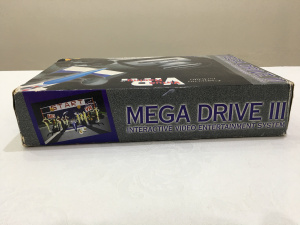 START
MEGA DRIVE III
INTERACTIVE VIDEO ENTERTAINMENT SYSTEM